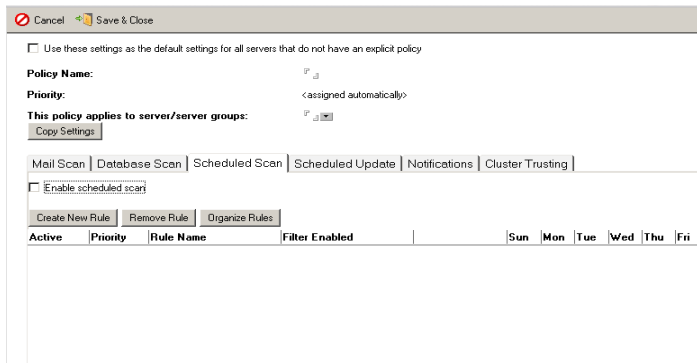 Cancel Save & Close
Use these settings as the default settings for all servers that do not have an explicit policy
Policy Name:
Priority: <assigned automatically>
This policy applies to server/server groups:
Copy Settings
Mail Scan Database Scan Scheduled Scan Scheduled Update Notifications Cluster Trusting
Enable scheduled scan
Create New Rule Remove Rule Organize Rules
Active Priority Rule Name Filter Enabled Sun Mon Tue Wed Thu Fri